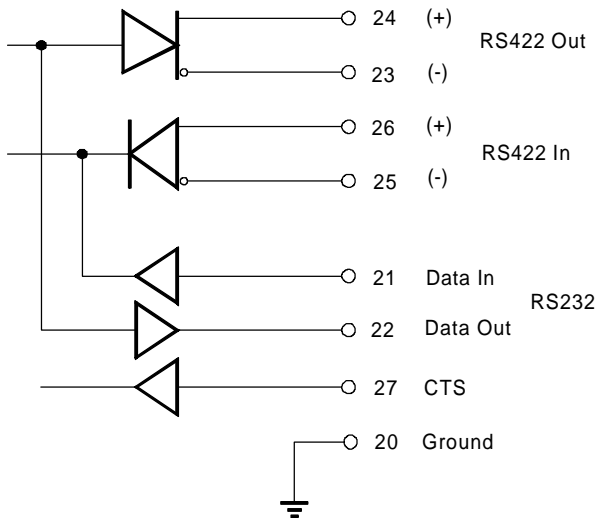 24 (+)
RS422 Out
23 (-)
26 (+)
RS422 In
25 (-)
21 Data In
RS232
22 Data Out
27 CTS
20 Ground